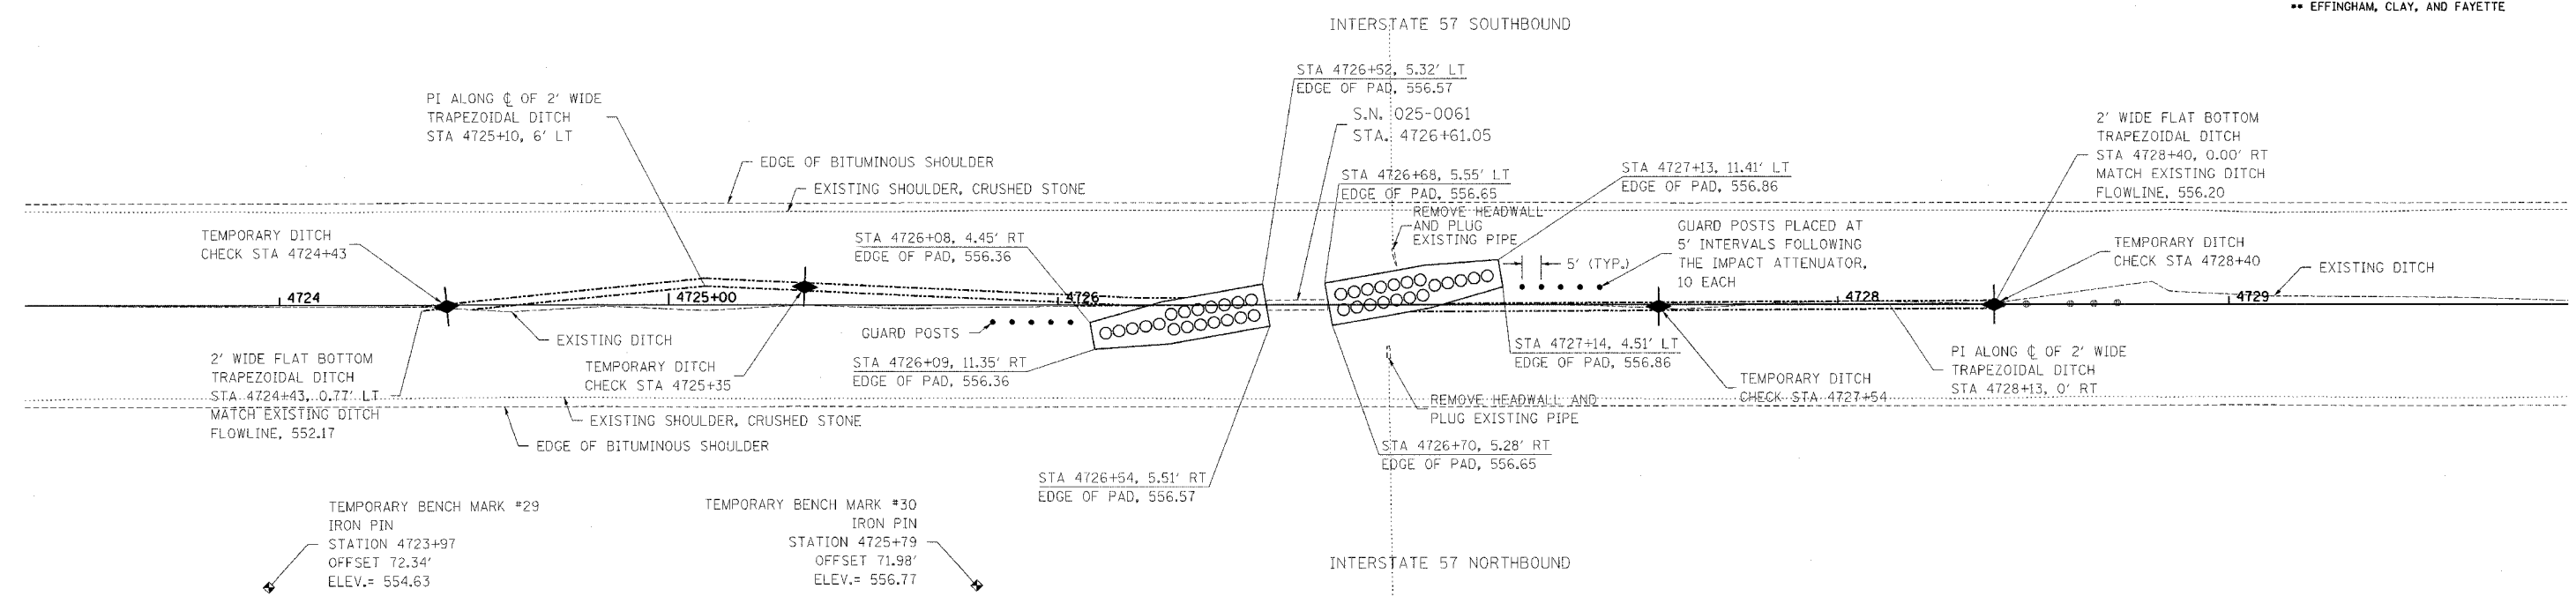 •• EFFINGHAM, CLAY, AND FAYETTE
INTERSTATE 57 SOUTHBOUND
STA 4726+52, 5.32' LT
EDGE OF PAD, 556.57
S.N. 025-0061
STA. 4726+61.05
PI ALONG ℄ OF 2' WIDE
TRAPEZOIDAL DITCH
STA 4725+10, 6' LT
2' WIDE FLAT BOTTOM
TRAPEZOIDAL DITCH
STA 4728+40, 0.00' RT
MATCH EXISTING DITCH
FLOWLINE, 556.20
EDGE OF BITUMINOUS SHOULDER
EXISTING SHOULDER, CRUSHED STONE
STA 4726+68, 5.55' LT
EDGE OF PAD, 556.65
STA 4727+13, 11.41' LT
EDGE OF PAD, 556.86
REMOVE HEADWALL
AND PLUG
EXISTING PIPE
GUARD POSTS PLACED AT
5' INTERVALS FOLLOWING
THE IMPACT ATTENUATOR,
10 EACH
5' (TYP.)
TEMPORARY DITCH
CHECK STA 4724+43
STA 4726+08, 4.45' RT
EDGE OF PAD, 556.36
TEMPORARY DITCH
CHECK STA 4728+40
EXISTING DITCH
4724
4725+00
4726
4728
4729
EXISTING DITCH
GUARD POSTS
2' WIDE FLAT BOTTOM
TRAPEZOIDAL DITCH
STA 4724+43, 0.77' LT
MATCH EXISTING DITCH
FLOWLINE, 552.17
TEMPORARY DITCH
CHECK STA 4725+35
STA 4726+09, 11.35' RT
EDGE OF PAD, 556.36
STA 4727+14, 4.51' LT
EDGE OF PAD, 556.86
PI ALONG ℄ OF 2' WIDE
TRAPEZOIDAL DITCH
STA 4728+13, 0' RT
TEMPORARY DITCH
CHECK STA 4727+54
REMOVE HEADWALL AND
PLUG EXISTING PIPE
EXISTING SHOULDER, CRUSHED STONE
EDGE OF BITUMINOUS SHOULDER
STA 4726+70, 5.28' RT
EDGE OF PAD, 556.65
STA 4726+54, 5.51' RT
EDGE OF PAD, 556.57
TEMPORARY BENCH MARK #29
IRON PIN
STATION 4723+97
OFFSET 72.34'
ELEV.= 554.63
TEMPORARY BENCH MARK #30
IRON PIN
STATION 4725+79
OFFSET 71.98'
ELEV.= 556.77
INTERSTATE 57 NORTHBOUND